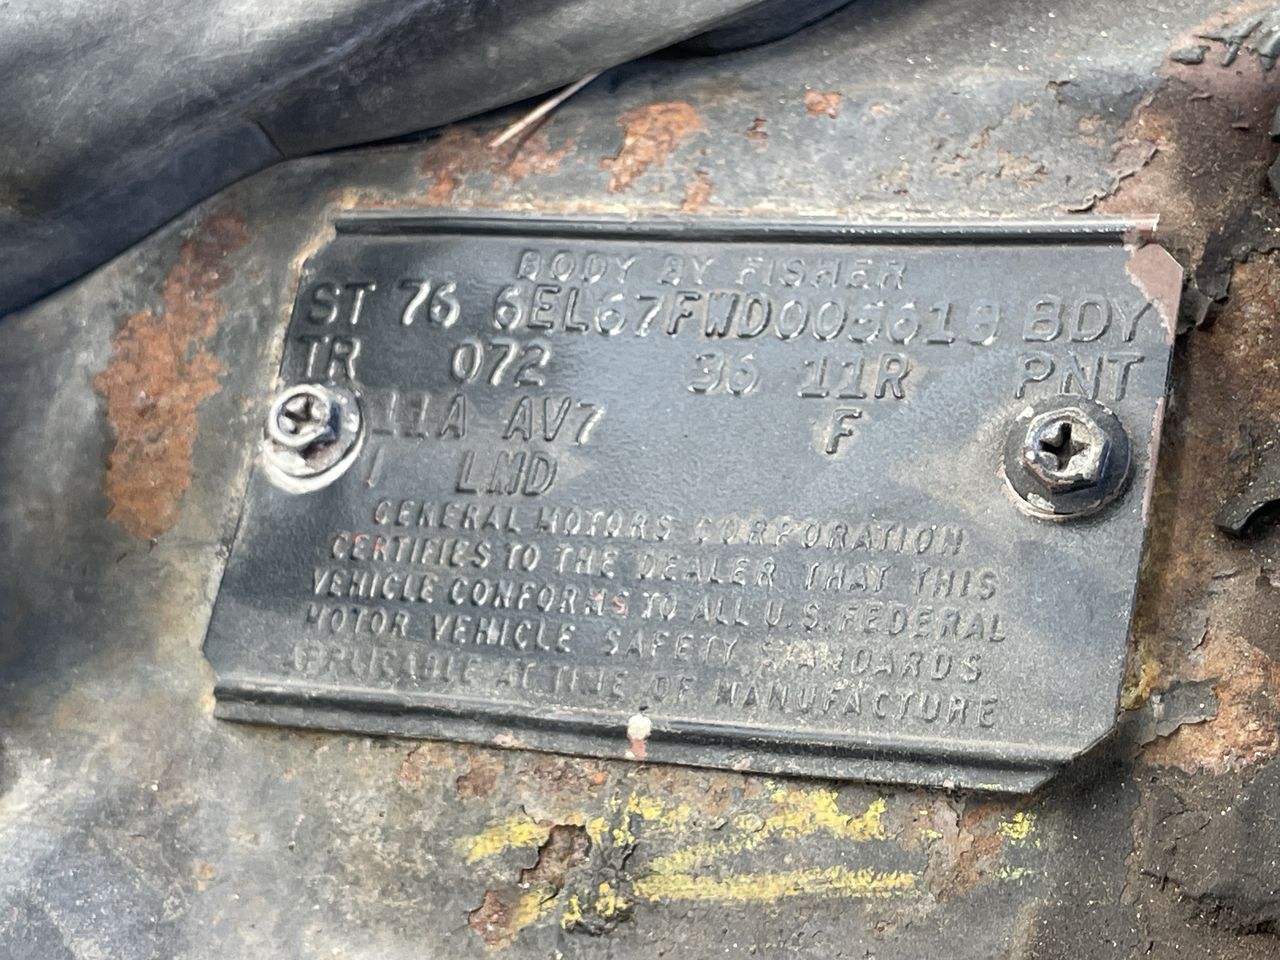 BODY BY FISHER
ST 76 6EL67FWD005618 BDY
TR 072 36 11R PNT
11A AV7 F
LMD
GENERAL MOTORS CORPORATION
CERTIFIES TO THE DEALER THAT THIS
VEHICLE CONFORMS TO ALL U.S. FEDERAL
MOTOR VEHICLE SAFETY STANDARDS
APPLICABLE AT TIME OF MANUFACTURE